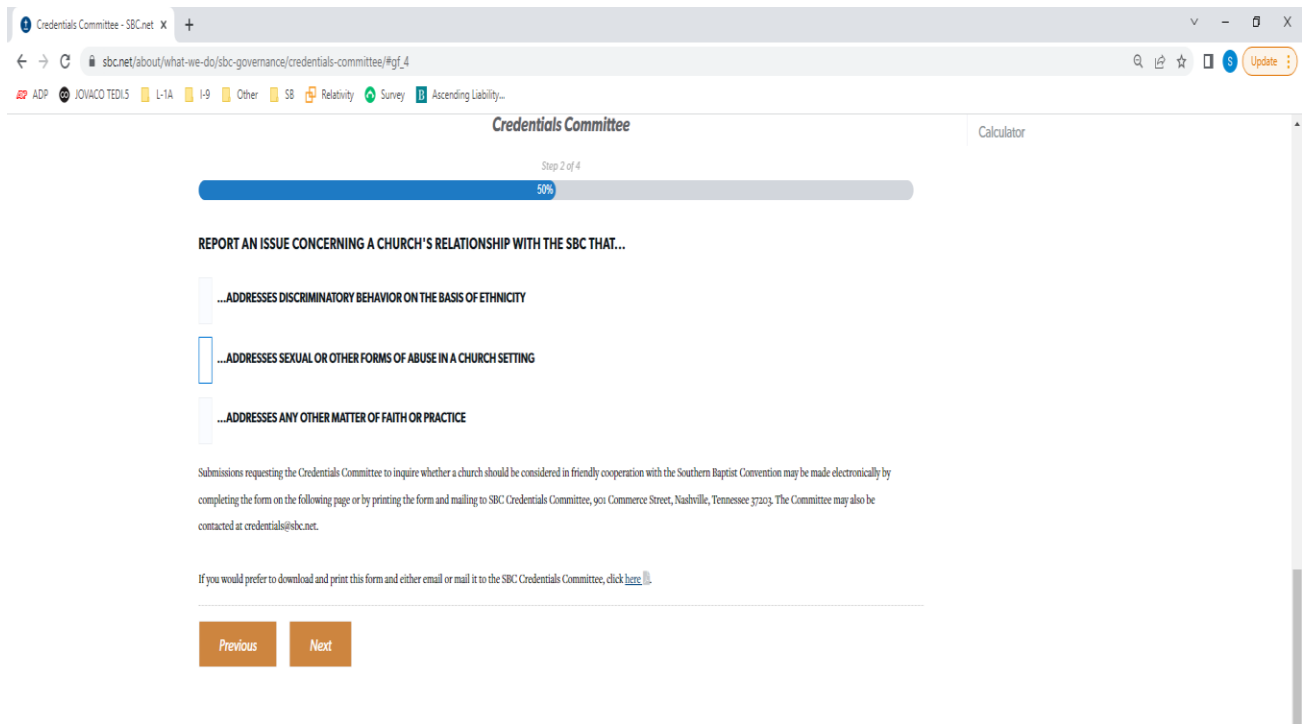 Credentials Committee - SBC.net X +
sbc.net/about/what-we-do/sbc-governance/credentials-committee/#gf_4
S Update
ADP JOVACO TEDI.5 L-1A I-9 Other SB Relativity Survey B Ascending Liability...
Credentials Committee
Calculator
Step 2 of 4
50%
REPORT AN ISSUE CONCERNING A CHURCH'S RELATIONSHIP WITH THE SBC THAT...
...ADDRESSES DISCRIMINATORY BEHAVIOR ON THE BASIS OF ETHNICITY
...ADDRESSES SEXUAL OR OTHER FORMS OF ABUSE IN A CHURCH SETTING
...ADDRESSES ANY OTHER MATTER OF FAITH OR PRACTICE
Submissions requesting the Credentials Committee to inquire whether a church should be considered in friendly cooperation with the Southern Baptist Convention may be made electronically by
completing the form on the following page or by printing the form and mailing to SBC Credentials Committee, 901 Commerce Street, Nashville, Tennessee 37203. The Committee may also be
contacted at credentials@sbc.net.
If you would prefer to download and print this form and either email or mail it to the SBC Credentials Committee, click here.
Previous Next